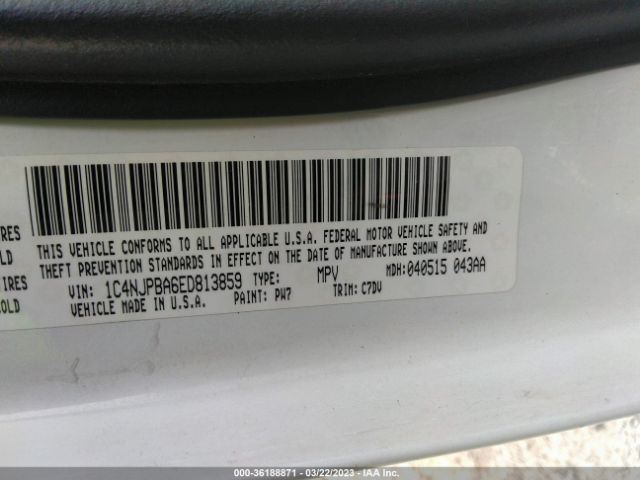 IRES
OLD
IRES
OLD
THIS VEHICLE CONFORMS TO ALL APPLICABLE U.S.A. FEDERAL MOTOR VEHICLE SAFETY AND
THEFT PREVENTION STANDARDS IN EFFECT ON THE DATE OF MANUFACTURE SHOWN ABOVE.
VIN: 1C4NJPBA6ED813859 TYPE: MPV MDH: 040515 043AA
VEHICLE MADE IN U.S.A. PAINT: PW7 TRIM: C7DV
000-36188871 - 03/22/2023 - IAA Inc.